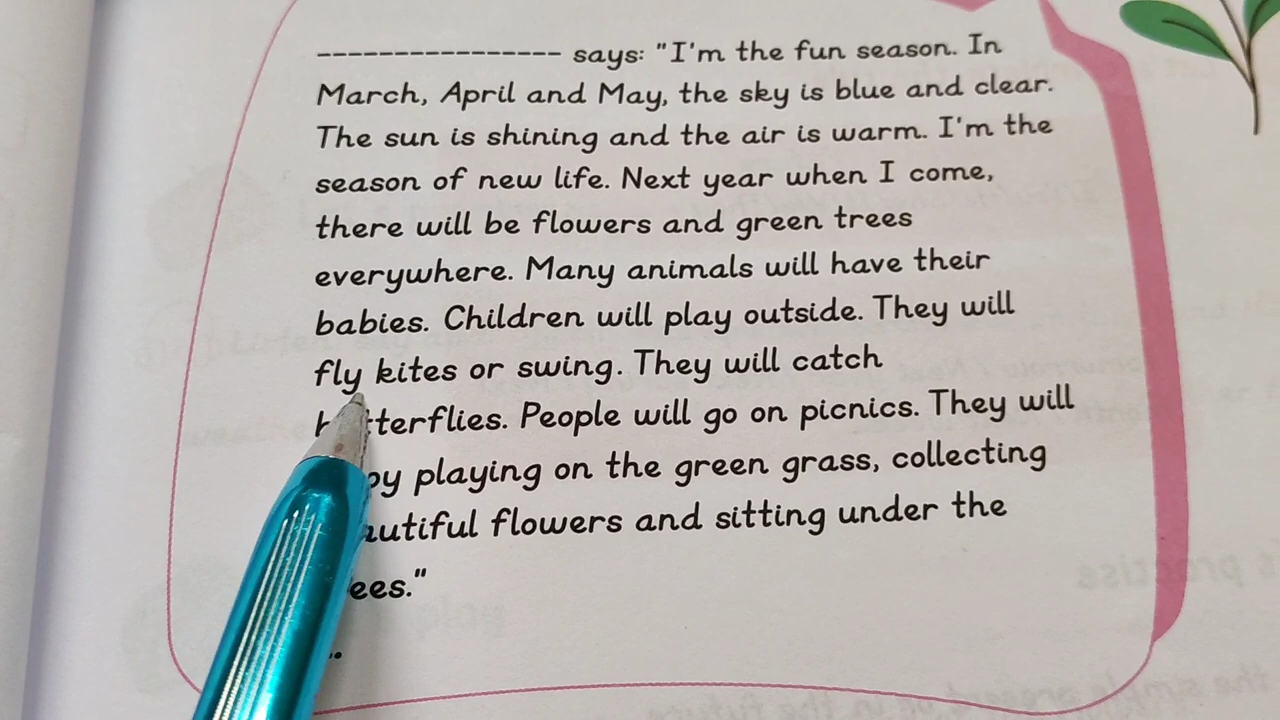 ---------------- says: "I'm the fun season. In
March, April and May, the sky is blue and clear.
The sun is shining and the air is warm. I'm the
season of new life. Next year when I come,
there will be flowers and green trees
everywhere. Many animals will have their
babies. Children will play outside. They will
fly kites or swing. They will catch
terflies. People will go on picnics. They will
oy playing on the green grass, collecting
autiful flowers and sitting under the
ees."